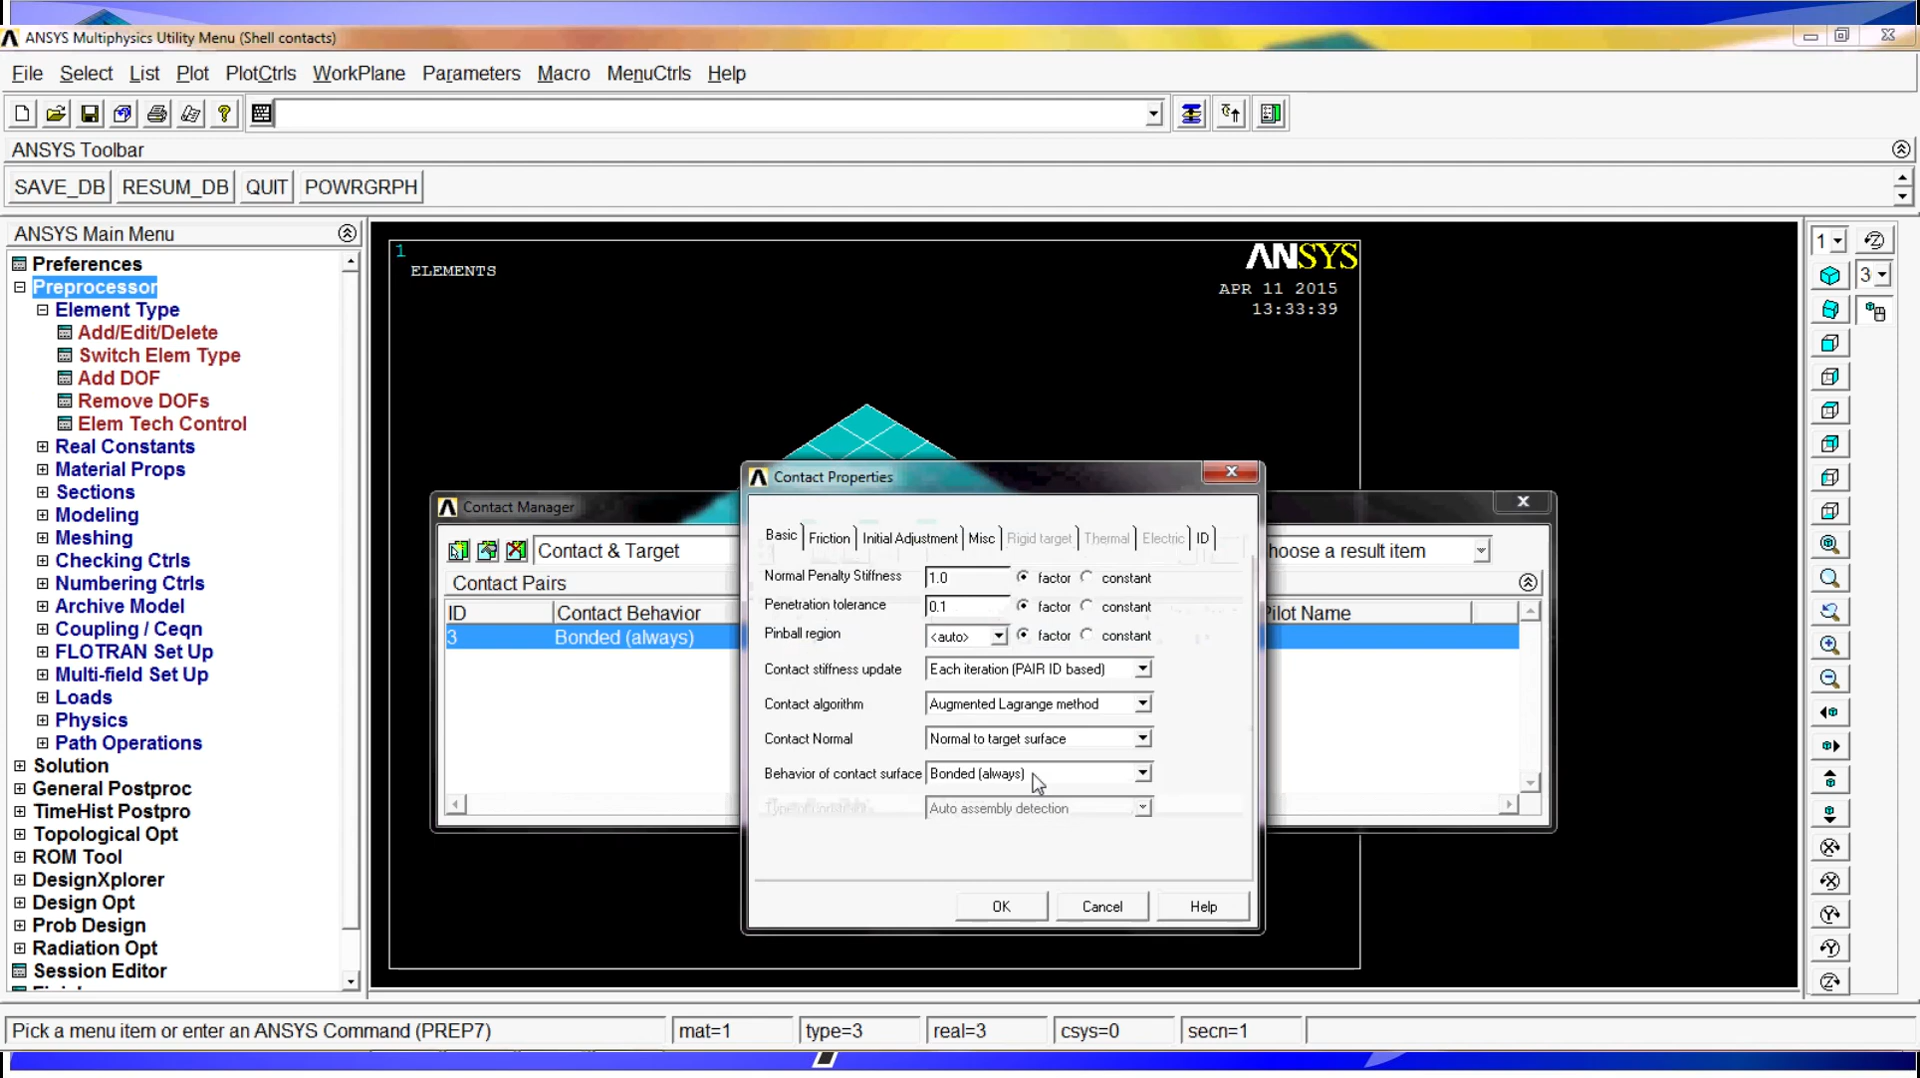 ANSYS Multiphysics Utility Menu (Shell contacts)
File Select List Plot PlotCtrls WorkPlane Parameters Macro MenuCtrls Help
ANSYS Toolbar
SAVE_DB RESUM_DB QUIT POWRGRPH
ANSYS Main Menu
Preferences
Preprocessor
Element Type
Add/Edit/Delete
Switch Elem Type
Add DOF
Remove DOFs
Elem Tech Control
Real Constants
Material Props
Sections
Modeling
Meshing
Checking Ctrls
Numbering Ctrls
Archive Model
Coupling / Ceqn
FLOTRAN Set Up
Multi-field Set Up
Loads
Physics
Path Operations
Solution
General Postproc
TimeHist Postpro
Topological Opt
ROM Tool
DesignXplorer
Design Opt
Prob Design
Radiation Opt
Session Editor
1
ELEMENTS
ANSYS
APR 11 2015
13:33:39
Contact Manager
Contact & Target
hoose a result item
Contact Pairs
ID Contact Behavior Pilot Name
3 Bonded (always)
Contact Properties
Basic Friction Initial Adjustment Misc Rigid target Thermal Electric ID
Normal Penalty Stiffness 1.0 factor constant
Penetration tolerance 0.1 factor constant
Pinball region <auto> factor constant
Contact stiffness update Each iteration (PAIR ID based)
Contact algorithm Augmented Lagrange method
Contact Normal Normal to target surface
Behavior of contact surface Bonded (always)
Auto assembly detection
OK Cancel Help
1
3
Pick a menu item or enter an ANSYS Command (PREP7) mat=1 type=3 real=3 csys=0 secn=1